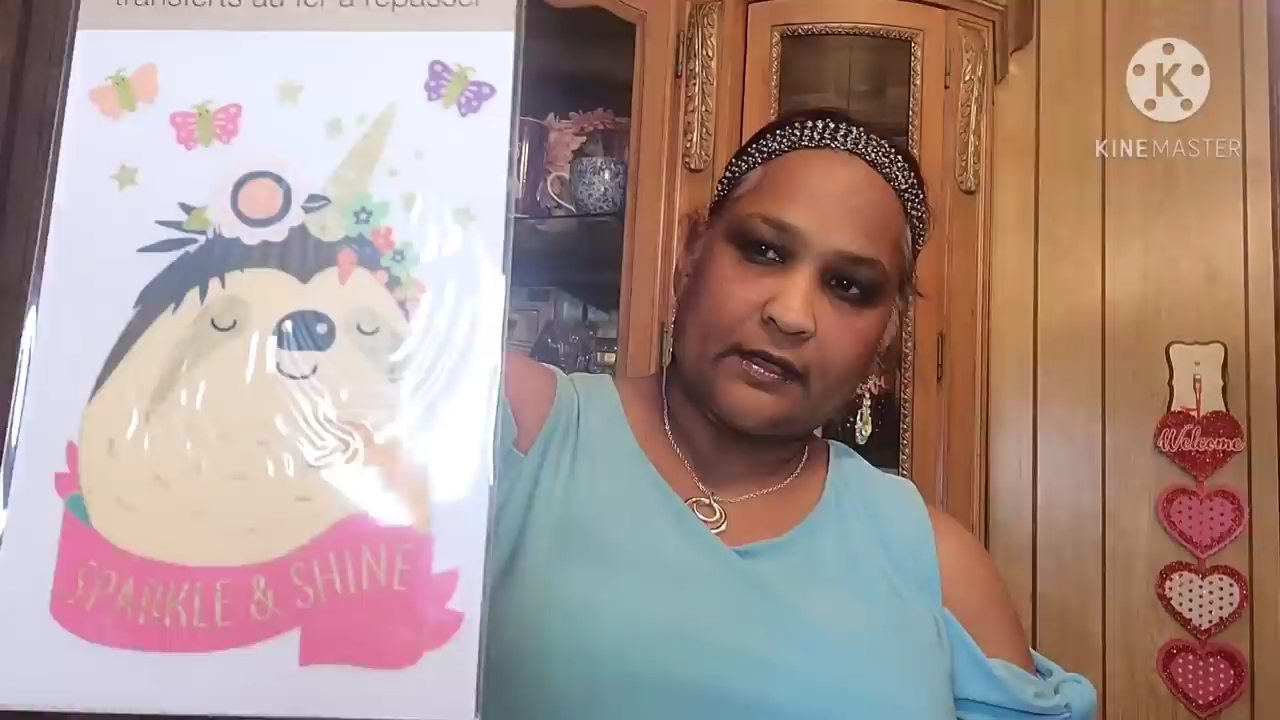 transferts au fer à repasser
SPARKLE & SHINE
K
KINEMASTER
Welcome